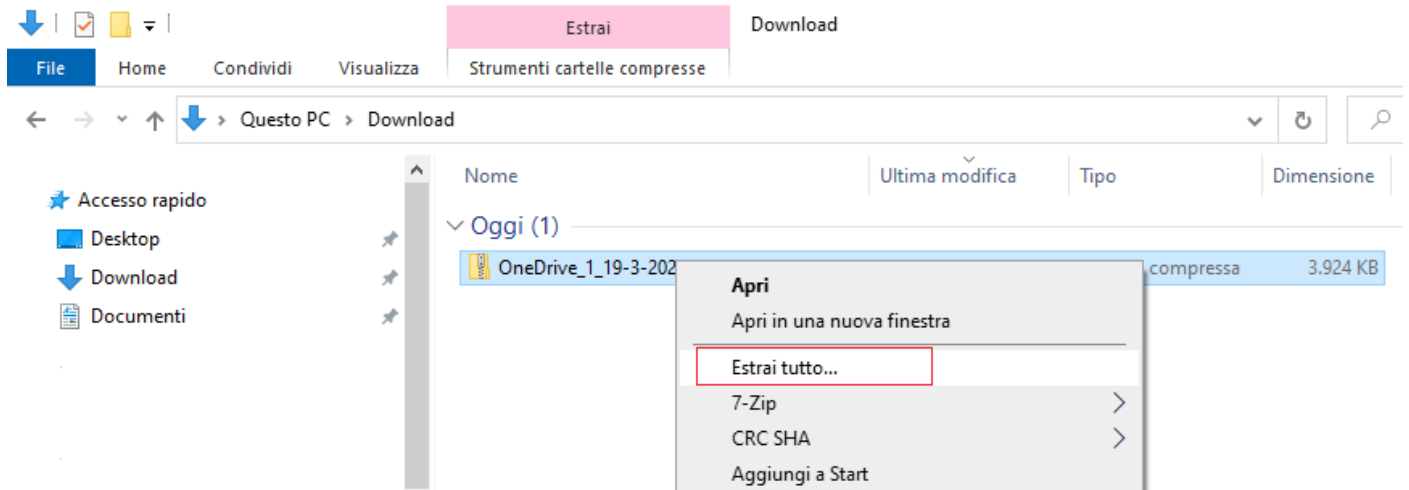 Estrai
Download
File
Home
Condividi
Visualizza
Strumenti cartelle compresse
Questo PC
Download
Nome
Ultima modifica
Tipo
Dimensione
Accesso rapido
Desktop
Download
Documenti
Oggi (1)
OneDrive_1_19-3-202
compressa
3.924 KB
Apri
Apri in una nuova finestra
Estrai tutto...
7-Zip
CRC SHA
Aggiungi a Start